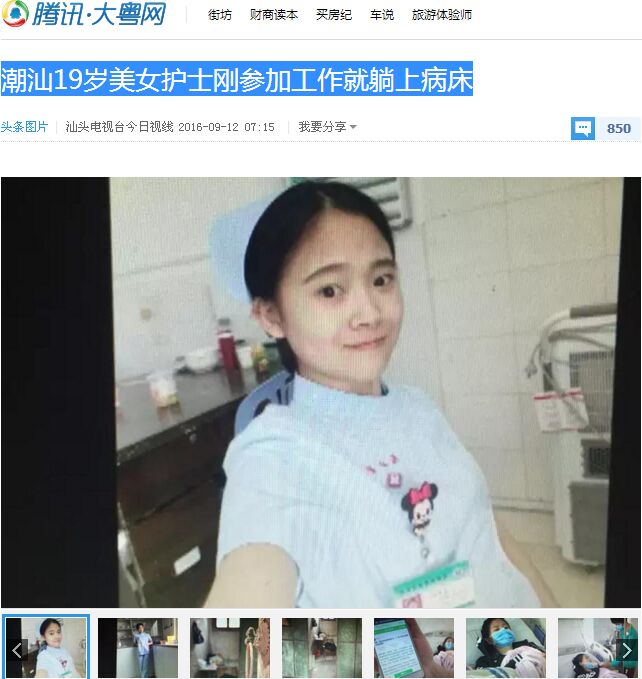 腾讯·大粤网
街坊 财商读本 买房纪 车说 旅游体验师
潮汕19岁美女护士刚参加工作就躺上病床
头条图片 汕头电视台今日视线 2016-09-12 07:15 我要分享 850